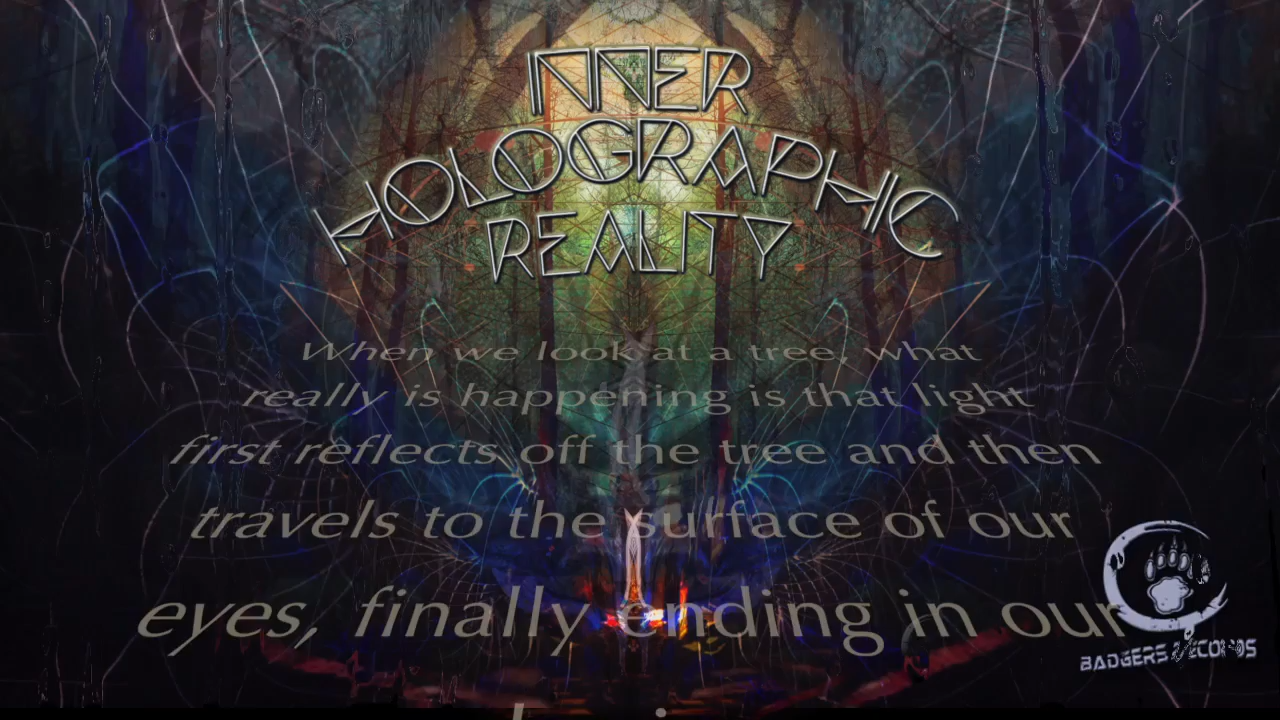 INNER
HOLOGRAPHIC
REALITY
When we look at a tree, what
really is happening is that light
first reflects off the tree and then
travels to the surface of our
eyes, finally ending in our
BADGERS RECORDS